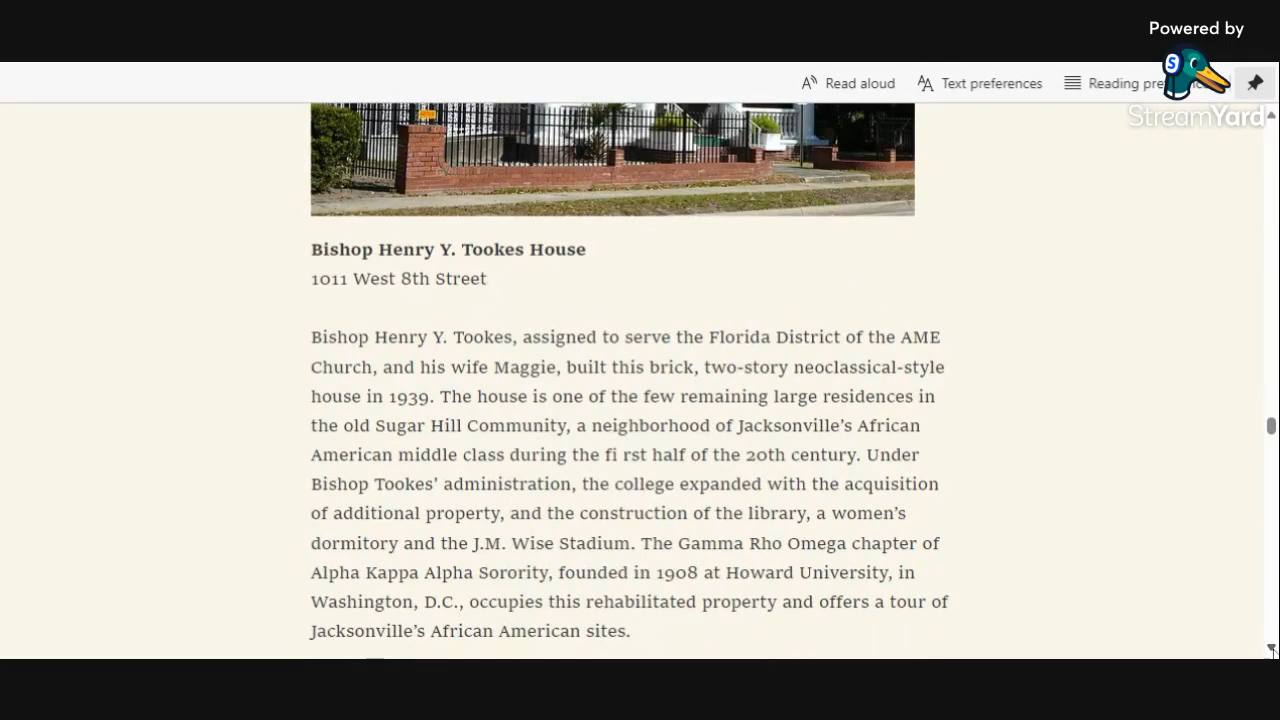 Powered by
StreamYard
Read aloud
Text preferences
Bishop Henry Y. Tookes House
1011 West 8th Street
Bishop Henry Y. Tookes, assigned to serve the Florida District of the AME
Church, and his wife Maggie, built this brick, two-story neoclassical-style
house in 1939. The house is one of the few remaining large residences in
the old Sugar Hill Community, a neighborhood of Jacksonville’s African
American middle class during the fi rst half of the 20th century. Under
Bishop Tookes’ administration, the college expanded with the acquisition
of additional property, and the construction of the library, a women’s
dormitory and the J.M. Wise Stadium. The Gamma Rho Omega chapter of
Alpha Kappa Alpha Sorority, founded in 1908 at Howard University, in
Washington, D.C., occupies this rehabilitated property and offers a tour of
Jacksonville’s African American sites.